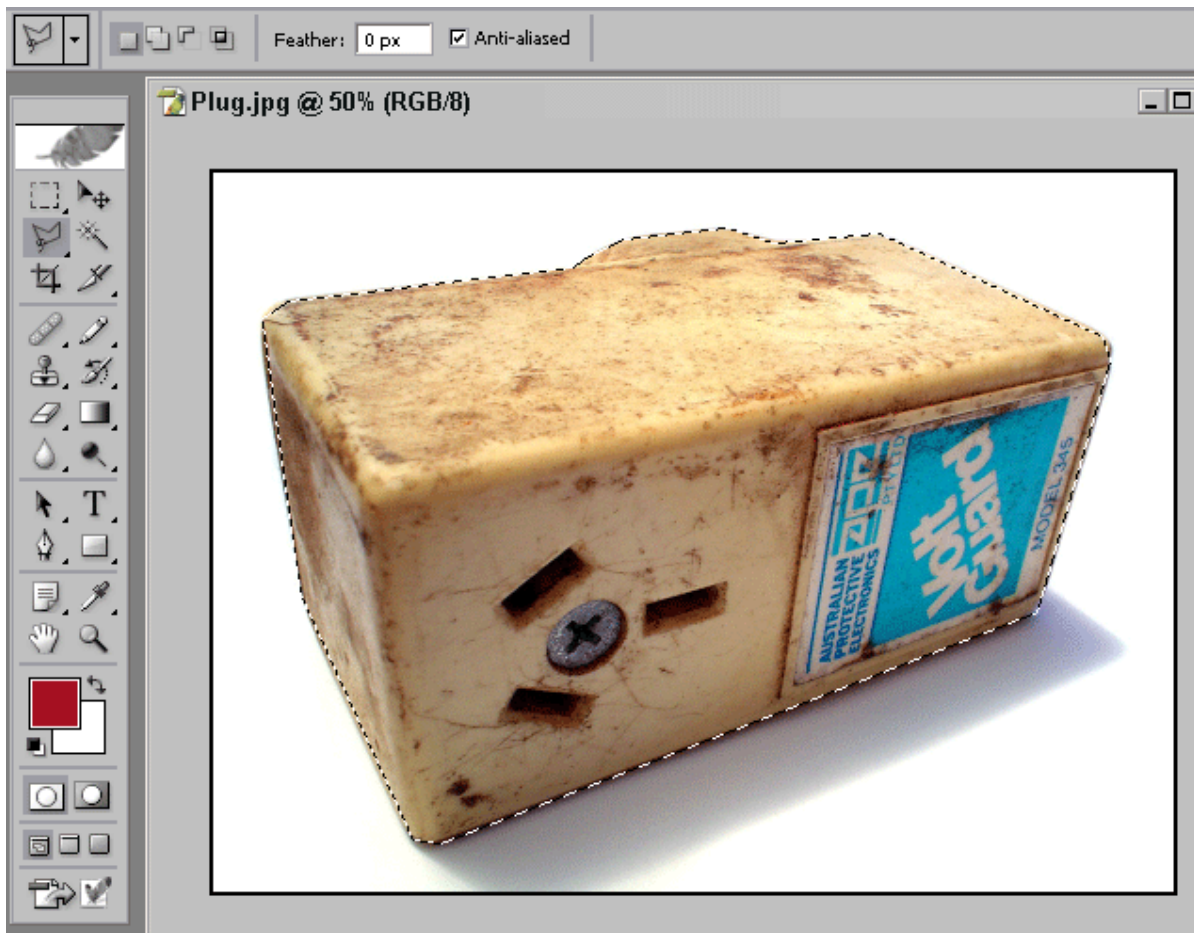 Feather: 0 px Anti-aliased
Plug.jpg @ 50% (RGB/8)
T
AUSTRALIAN
PROTECTIVE
ELECTRONICS
PTY LTD
Volt
Guard
MODEL 345